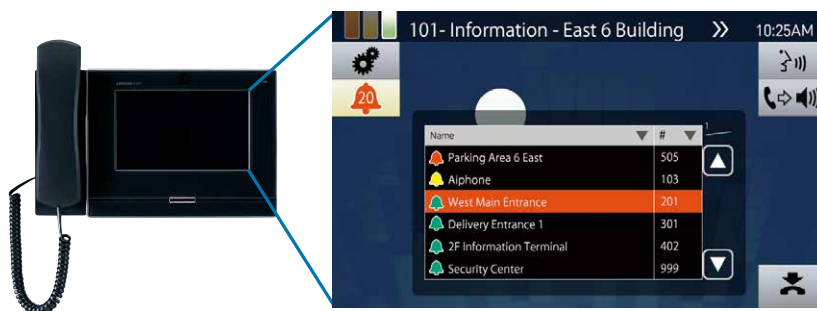 101- Information - East 6 Building » 10:25AM
20
Name #
1
Parking Area 6 East 505
Aiphone 103
West Main Entrance 201
Delivery Entrance 1 301
2F Information Terminal 402
Security Center 999